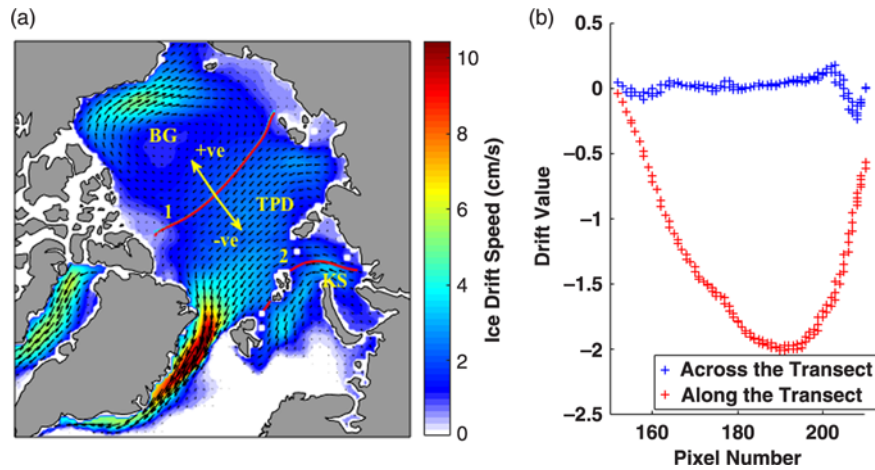 (a)
BG
+ve
1
TPD
-ve
2
KS
10
8
6
4
2
0
Ice Drift Speed (cm/s)
(b)
0.5
0
−0.5
−1
−1.5
−2
−2.5
Drift Value
Across the Transect
Along the Transect
160
180
200
Pixel Number